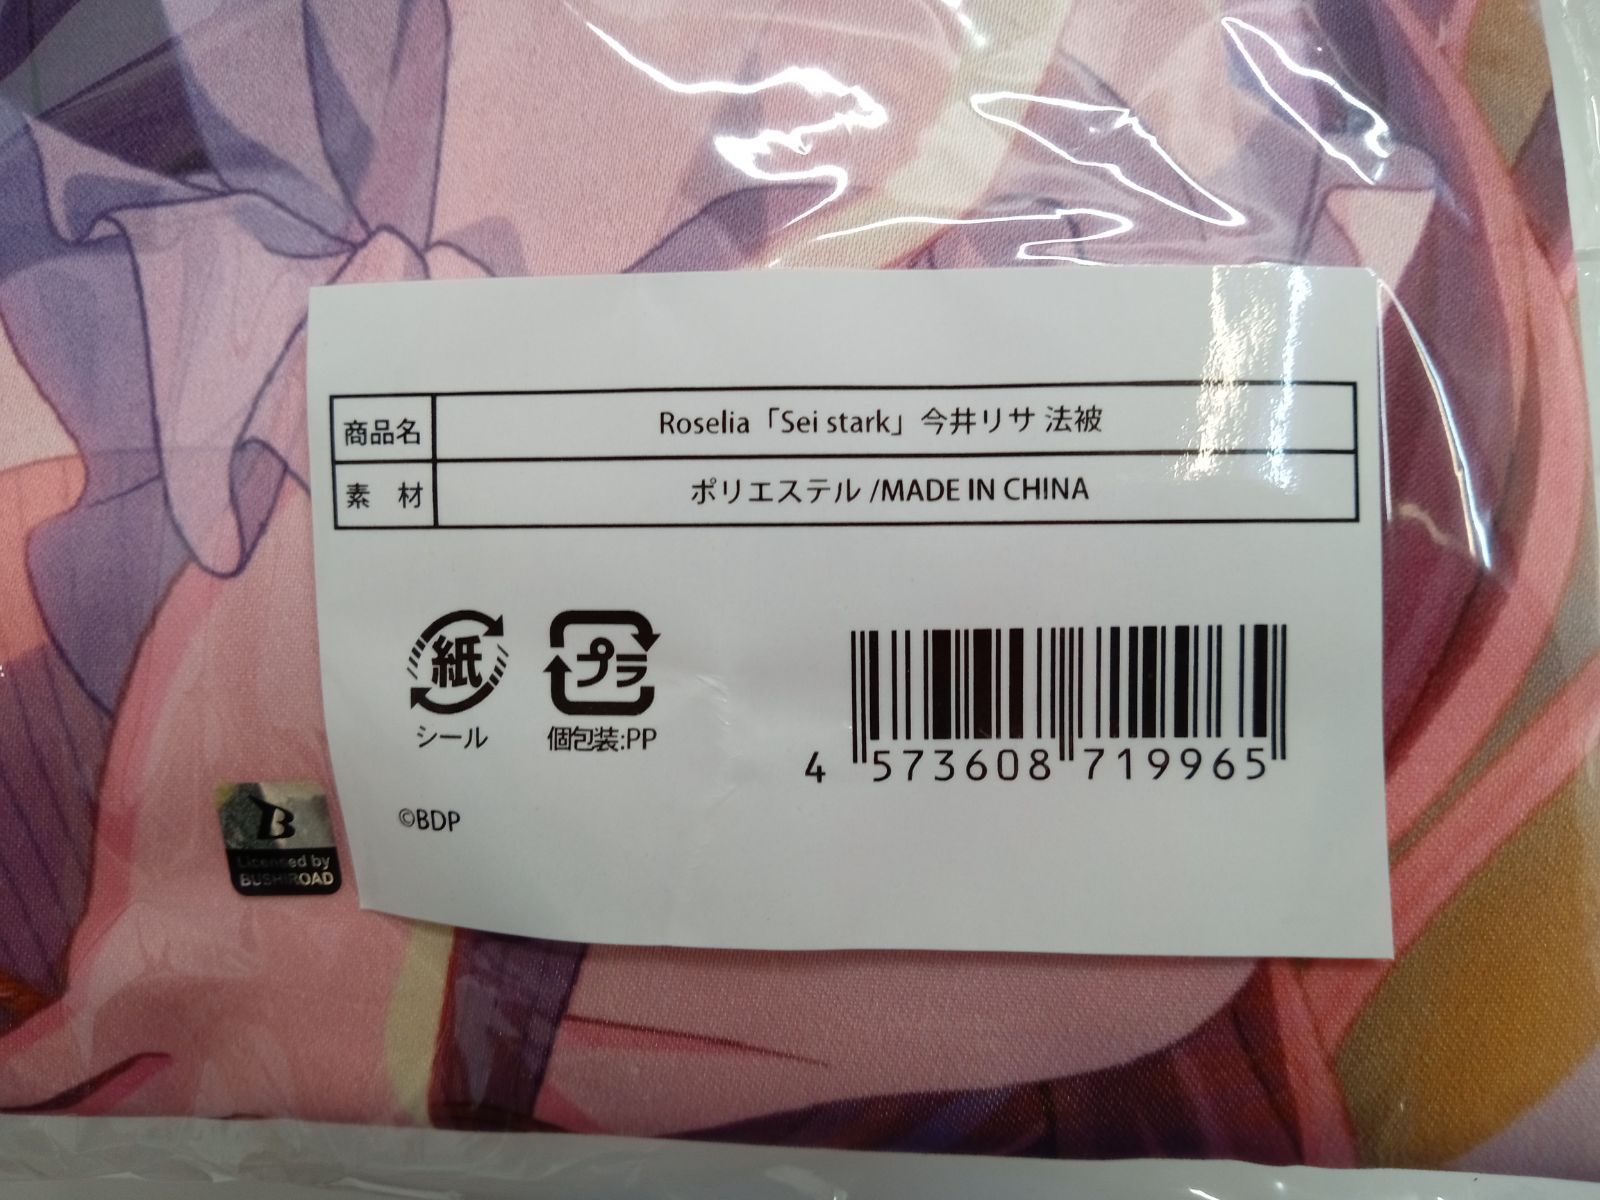 商品名 Roselia「Sei stark」今井リサ 法被
素 材 ポリエステル /MADE IN CHINA
紙
シール
プラ
個包装:PP
4 573608 719965
©BDP
B
Licensed by
BUSHIROAD